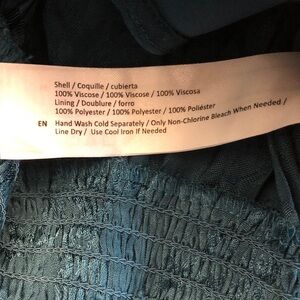 Shell / Coquille / cubierta
100% Viscose / 100% Viscose / 100% Viscosa
Lining / Doublure / forro
100% Polyester / 100% Polyester / 100% Poliéster
EN Hand Wash Cold Separately / Only Non-Chlorine Bleach When Needed /
Line Dry / Use Cool Iron If Needed